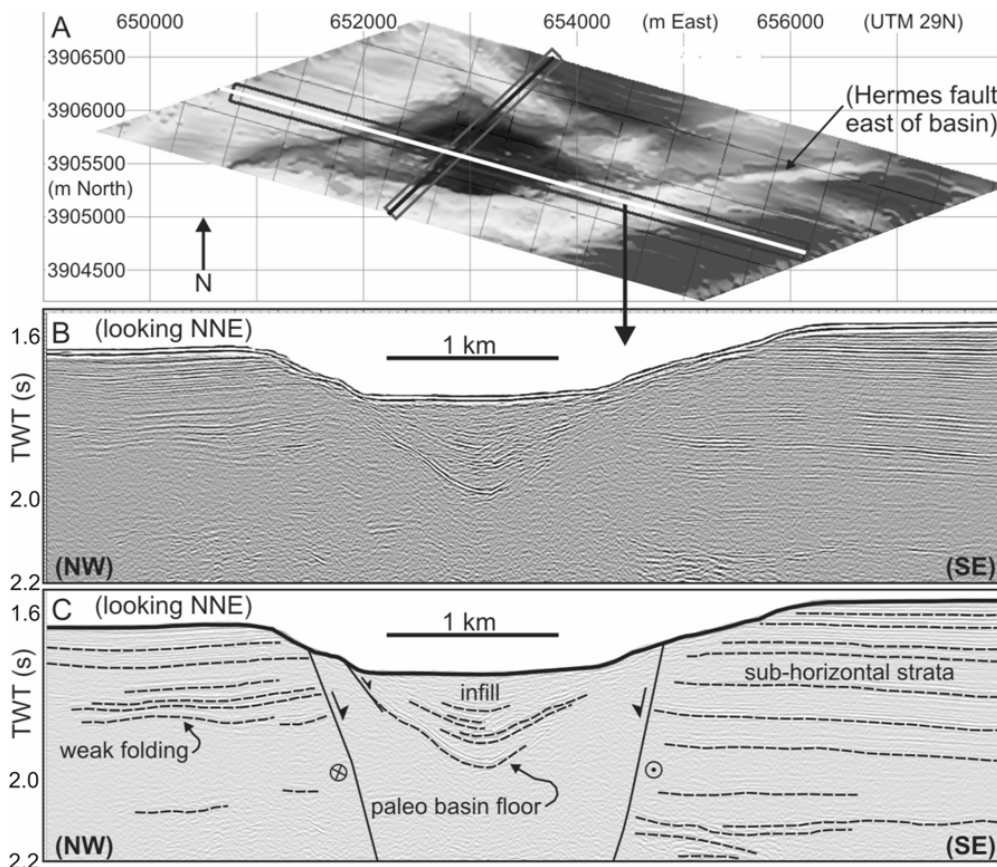 A
650000 652000 654000 (m East) 656000 (UTM 29N)
3906500
3906000
3905500
(m North)
3905000
3904500
(Hermes fault
east of basin)
N
B (looking NNE)
1 km
TWT (s)
1.6
2.0
2.2
(NW) (SE)
C (looking NNE)
1 km
TWT (s)
1.6
2.0
2.2
infill
sub-horizontal strata
weak folding
paleo basin floor
(NW) (SE)